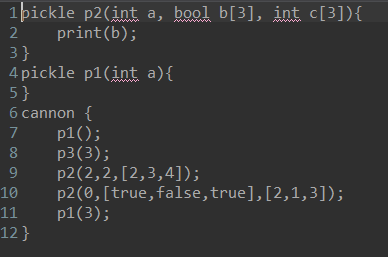 1 pickle p2(int a, bool b[3], int c[3]){
2     print(b);
3 }
4 pickle p1(int a){
5 }
6 cannon {
7     p1();
8     p3(3);
9     p2(2,2,[2,3,4]);
10     p2(0,[true,false,true],[2,1,3]);
11     p1(3);
12 }